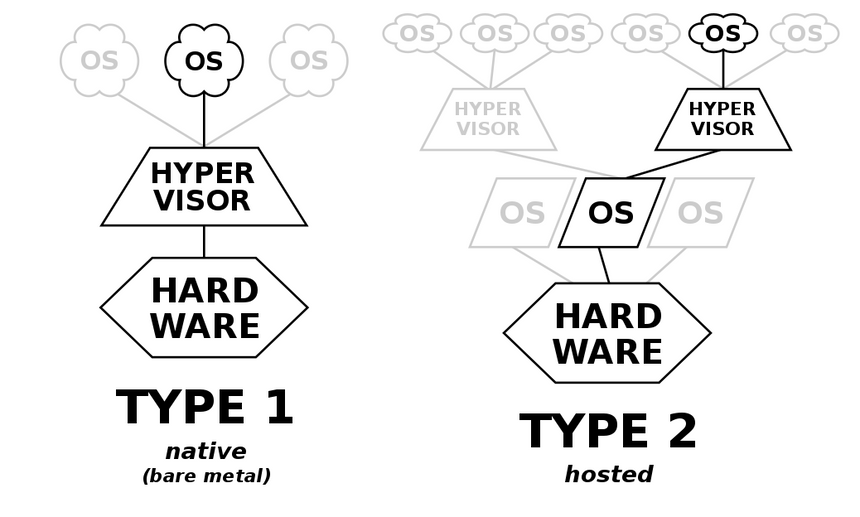 OS OS OS
HYPER
VISOR
HARD
WARE
TYPE 1
native
(bare metal)
OS OS OS OS OS OS
HYPER HYPER
VISOR VISOR
OS OS OS
HARD
WARE
TYPE 2
hosted